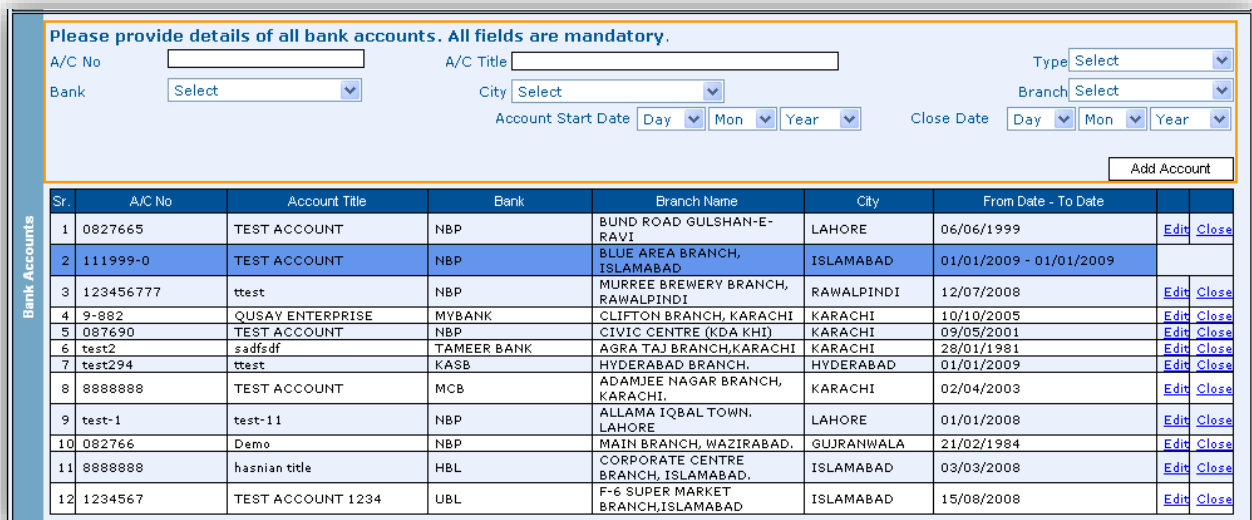 Please provide details of all bank accounts. All fields are mandatory.
A/C No A/C Title Type Select
Bank Select City Select Branch Select
Account Start Date Day Mon Year Close Date Day Mon Year
Add Account
Bank Accounts
Sr. A/C No Account Title Bank Branch Name City From Date - To Date
1 0827665 TEST ACCOUNT NBP BUND ROAD GULSHAN-E-
RAVI LAHORE 06/06/1999 Edit Close
2 111999-0 TEST ACCOUNT NBP BLUE AREA BRANCH,
ISLAMABAD ISLAMABAD 01/01/2009 - 01/01/2009
3 123456777 ttest NBP MURREE BREWERY BRANCH,
RAWALPINDI RAWALPINDI 12/07/2008 Edit Close
4 9-882 QUSAY ENTERPRISE MYBANK CLIFTON BRANCH, KARACHI KARACHI 10/10/2005 Edit Close
5 087690 TEST ACCOUNT NBP CIVIC CENTRE (KDA KHI) KARACHI 09/05/2001 Edit Close
6 test2 sadfsdf TAMEER BANK AGRA TAJ BRANCH,KARACHI KARACHI 28/01/1981 Edit Close
7 test294 ttest KASB HYDERABAD BRANCH. HYDERABAD 01/01/2009 Edit Close
8 8888888 TEST ACCOUNT MCB ADAMJEE NAGAR BRANCH,
KARACHI. KARACHI 02/04/2003 Edit Close
9 test-1 test-11 NBP ALLAMA IQBAL TOWN.
LAHORE LAHORE 01/01/2008 Edit Close
10 082766 Demo NBP MAIN BRANCH, WAZIRABAD. GUJRANWALA 21/02/1984 Edit Close
11 8888888 hasnian title HBL CORPORATE CENTRE
BRANCH, ISLAMABAD. ISLAMABAD 03/03/2008 Edit Close
12 1234567 TEST ACCOUNT 1234 UBL F-6 SUPER MARKET
BRANCH,ISLAMABAD ISLAMABAD 15/08/2008 Edit Close